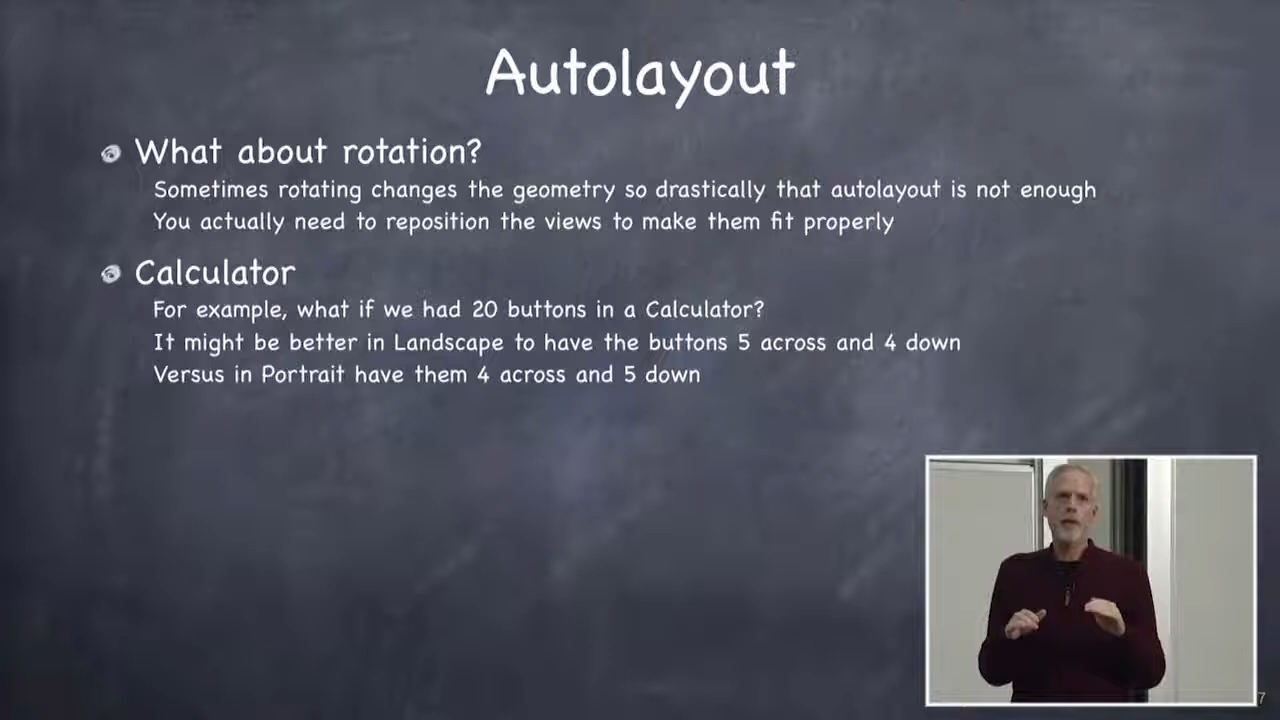 Autolayout
What about rotation?
Sometimes rotating changes the geometry so drastically that autolayout is not enough
You actually need to reposition the views to make them fit properly
Calculator
For example, what if we had 20 buttons in a Calculator?
It might be better in Landscape to have the buttons 5 across and 4 down
Versus in Portrait have them 4 across and 5 down
7